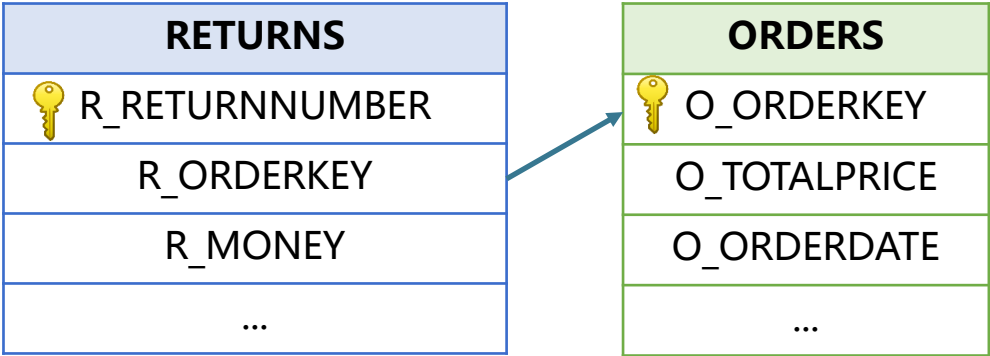 RETURNS
R_RETURNNUMBER
R_ORDERKEY
R_MONEY
...
ORDERS
O_ORDERKEY
O_TOTALPRICE
O_ORDERDATE
...